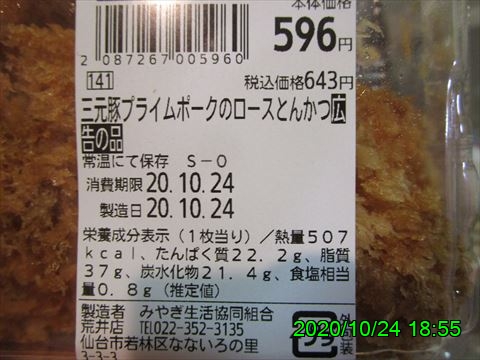 本体価格
596円
2 087267 005960
141
税込価格643円
三元豚プライムポークのロースとんかつ広
告の品
常温にて保存 S-0
消費期限 20.10.24
製造日 20.10.24
栄養成分表示(1枚当り)/熱量507
kcal、たんぱく質22.2g、脂質
37g、炭水化物21.4g、食塩相当
量0.8g(推定値)
製造者 みやぎ生活協同組合
荒井店 TEL022-352-3135
仙台市若林区なないろの里
3-3-3
プラ
外装
2020/10/24 18:55